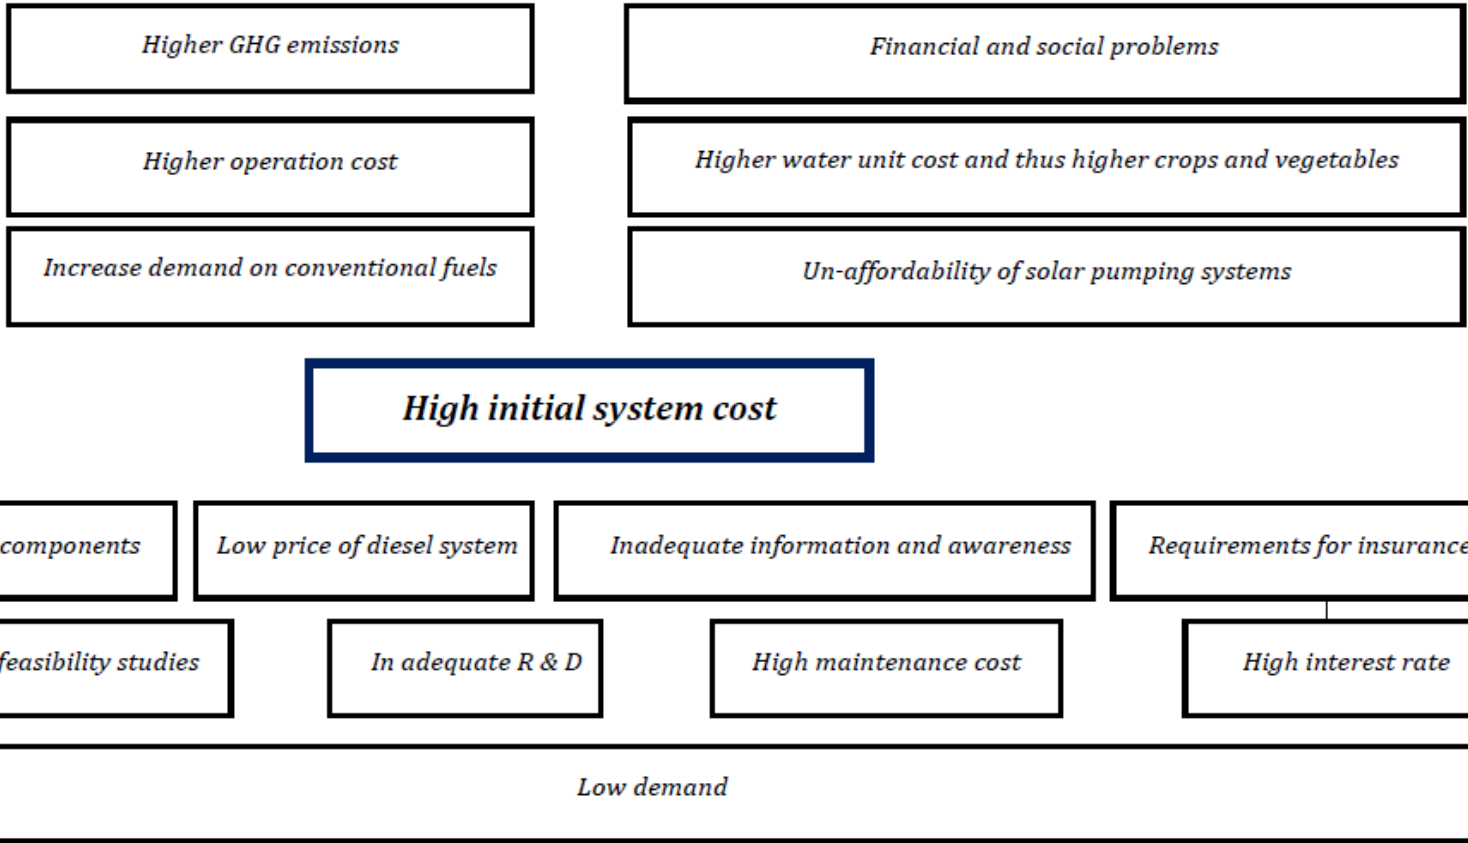 Higher GHG emissions
Financial and social problems
Higher operation cost
Higher water unit cost and thus higher crops and vegetables
Increase demand on conventional fuels
Un-affordability of solar pumping systems
High initial system cost
components
Low price of diesel system
Inadequate information and awareness
Requirements for insurance
feasibility studies
In adequate R & D
High maintenance cost
High interest rate
Low demand